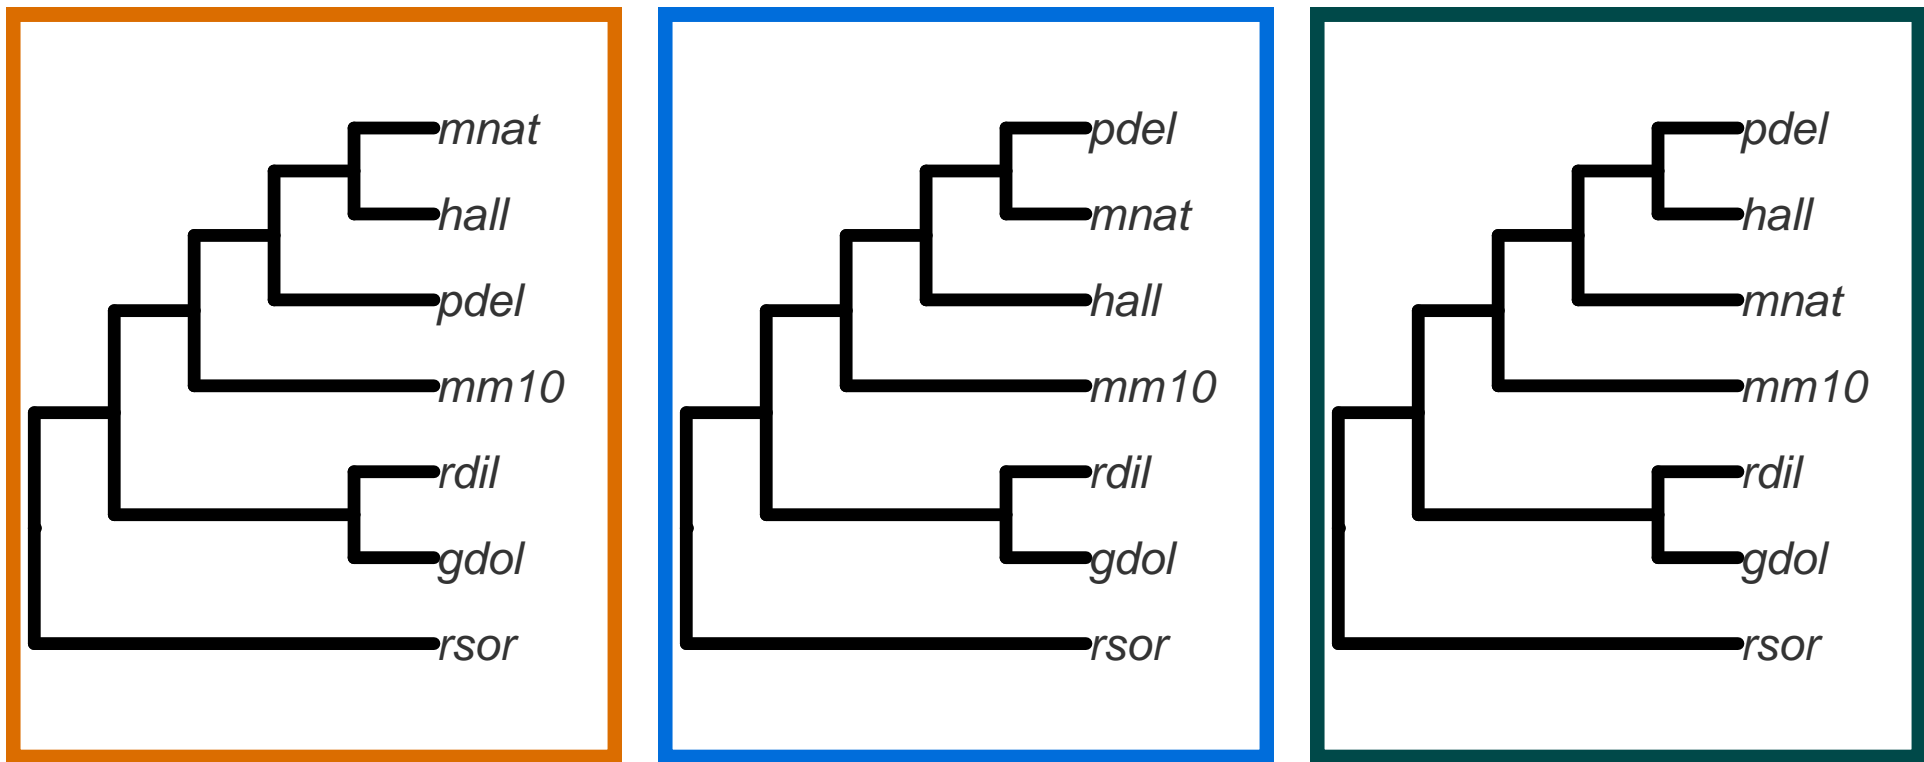 mnat
hall
pdel
mm10
rdil
gdol
rsor
pdel
mnat
hall
mm10
rdil
gdol
rsor
pdel
hall
mnat
mm10
rdil
gdol
rsor